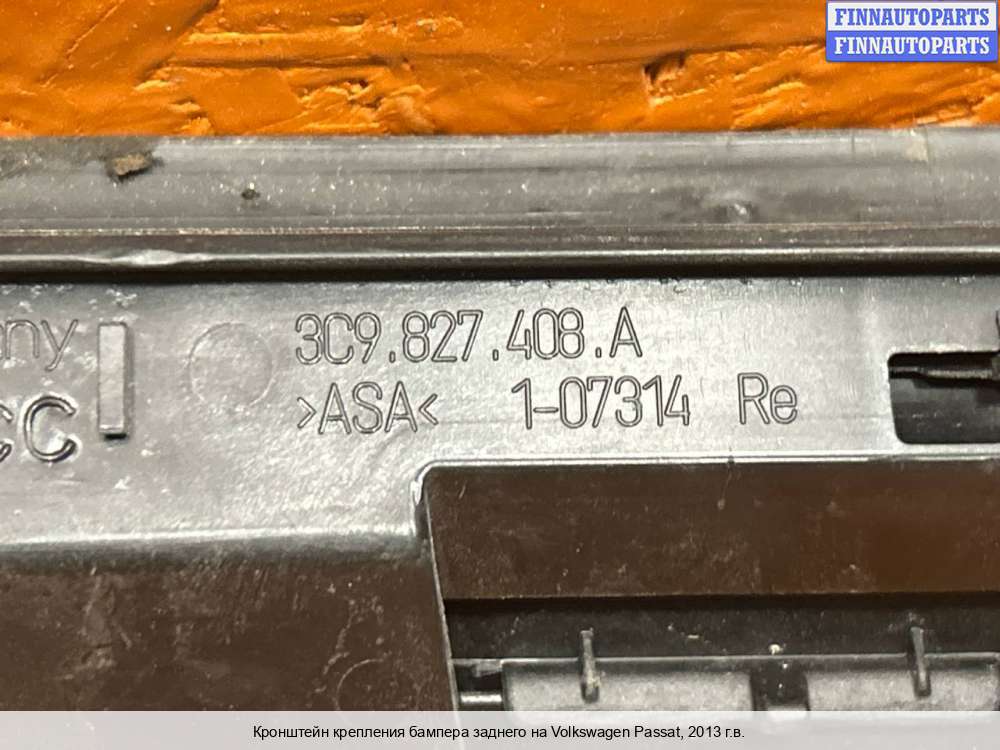 FINNAUTOPARTS
FINNAUTOPARTS
3C9.827.408.A
>ASA< 1-07314 Re
Кронштейн крепления бампера заднего на Volkswagen Passat, 2013 г.в.